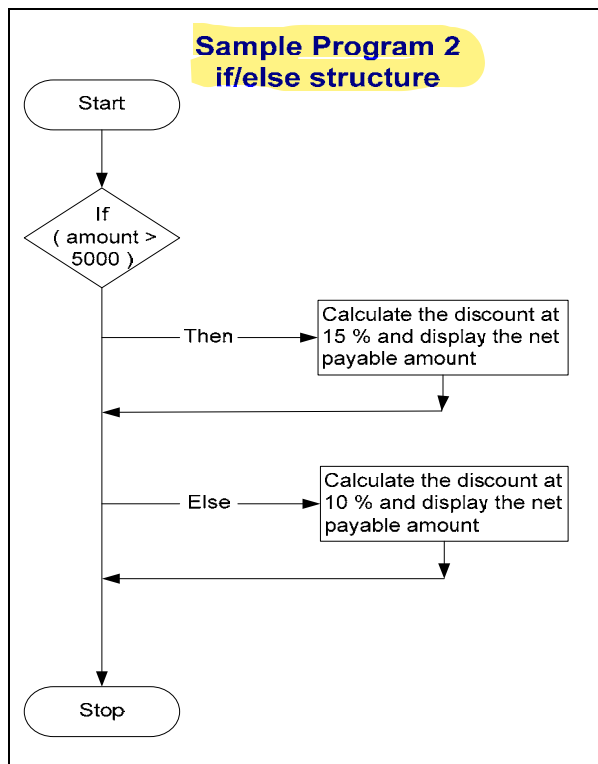 Sample Program 2
if/else structure
Start
If
( amount >
5000 )
Then
Calculate the discount at
15 % and display the net
payable amount
Else
Calculate the discount at
10 % and display the net
payable amount
Stop